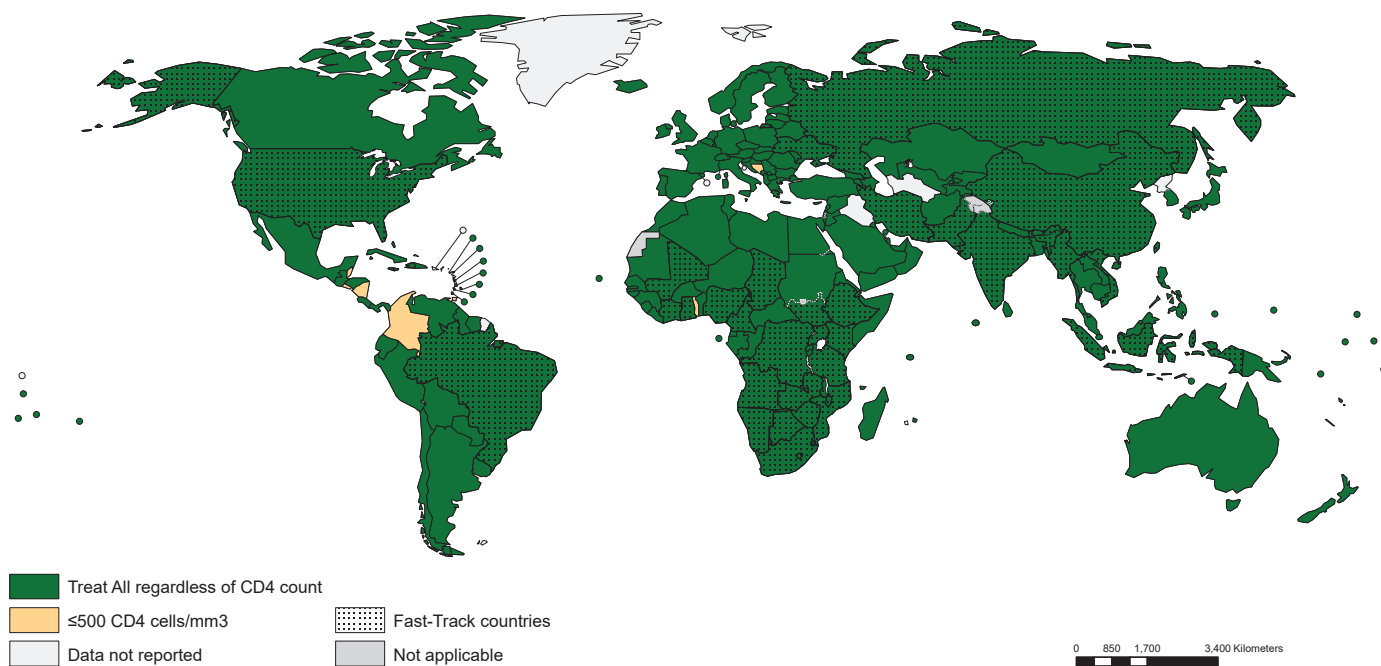 Treat All regardless of CD4 count
≤500 CD4 cells/mm3
Fast-Track countries
Data not reported
Not applicable
0 850 1,700 3,400 Kilometers